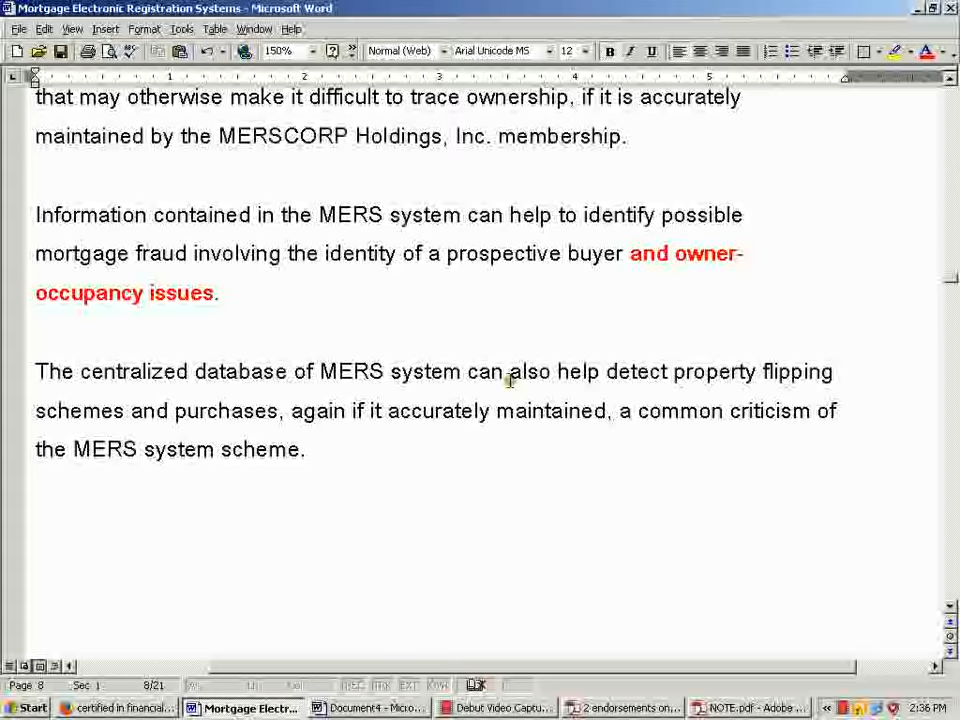 Mortgage Electronic Registration Systems - Microsoft Word
File Edit View Insert Format Tools Table Window Help
150% Normal (Web) Arial Unicode MS 12 B I U
1 2 3 4 5
that may otherwise make it difficult to trace ownership, if it is accurately
maintained by the MERSCORP Holdings, Inc. membership.
Information contained in the MERS system can help to identify possible
mortgage fraud involving the identity of a prospective buyer and owner-
occupancy issues.
The centralized database of MERS system can also help detect property flipping
schemes and purchases, again if it accurately maintained, a common criticism of
the MERS system scheme.
Page 8 Sec 1 8/21 REC TRK EXT OVR
Start certified in financial... Mortgage Electr... Document4 - Micro... Debut Video Captu... 2 endorsements on... NOTE.pdf - Adobe ... « 2:36 PM